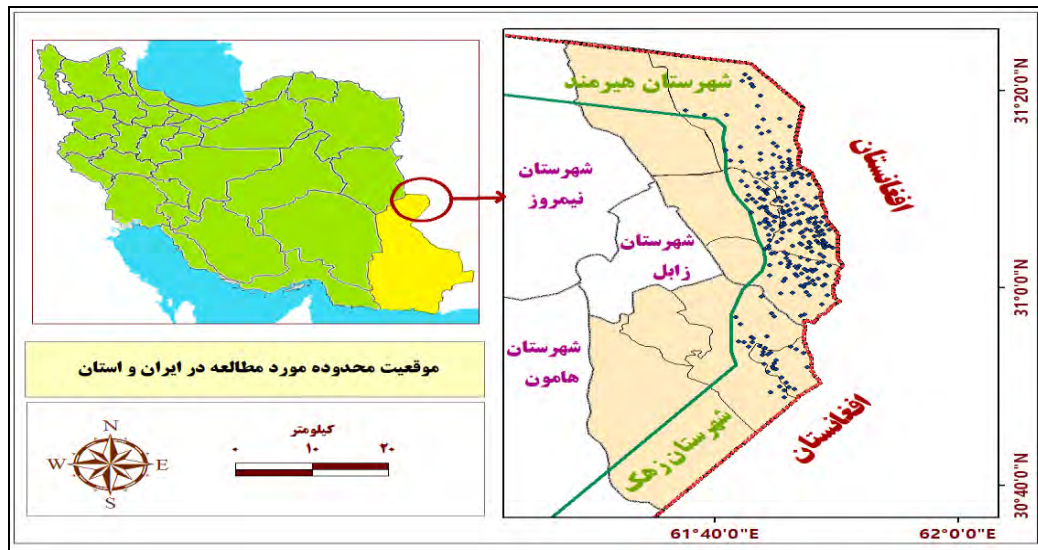 موقعیت محدوده مورد مطالعه در ایران و استان
N
W
E
S
کیلومتر
۰ ۱۰ ۲۰
شهرستان هیرمند
شهرستان
نیمروز
شهرستان
زابل
شهرستان
هامون
شهرستان زهک
افغانستان
افغانستان
31°20'0"N
31°0'0"N
30°40'0"N
61°40'0"E
62°0'0"E